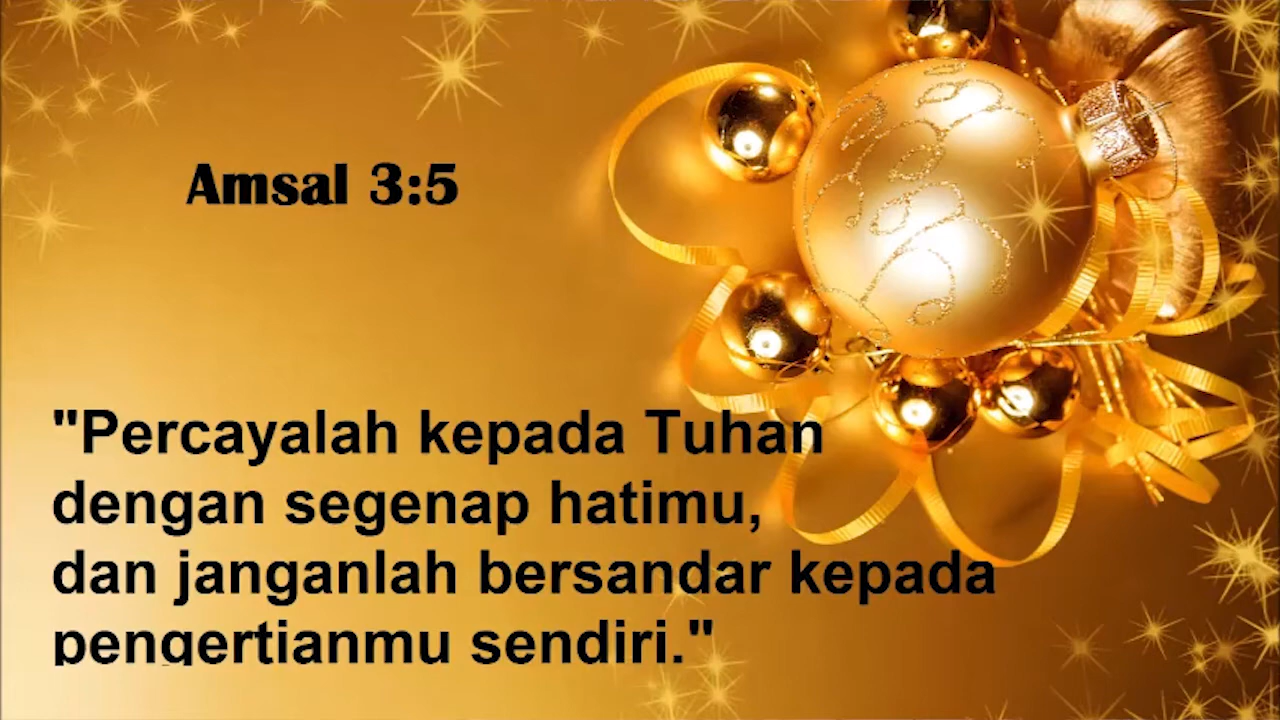 Amsal 3:5
"Percayalah kepada Tuhan
dengan segenap hatimu,
dan janganlah bersandar kepada
pengertianmu sendiri."